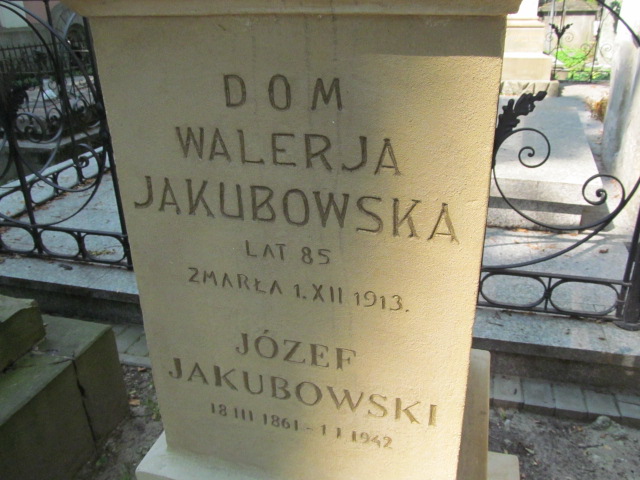 DOM
WALERJA
JAKUBOWSKA
LAT 85
ZMARŁA 1.XII 1913.
JÓZEF
JAKUBOWSKI
18 III 1861 - 1 I 1942